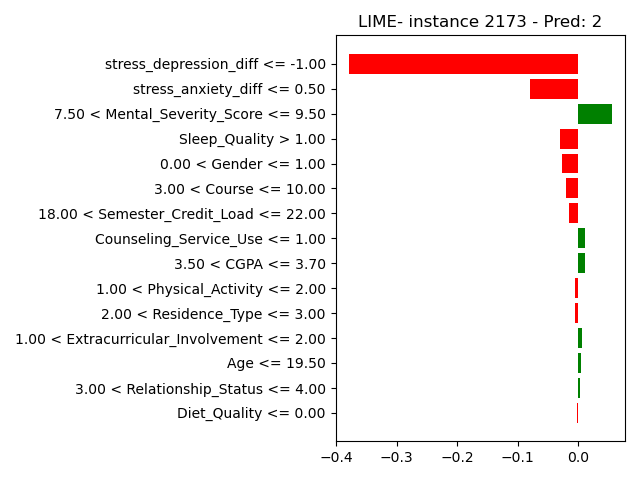 LIME- instance 2173 - Pred: 2
stress_depression_diff <= -1.00
stress_anxiety_diff <= 0.50
7.50 < Mental_Severity_Score <= 9.50
Sleep_Quality > 1.00
0.00 < Gender <= 1.00
3.00 < Course <= 10.00
18.00 < Semester_Credit_Load <= 22.00
Counseling_Service_Use <= 1.00
3.50 < CGPA <= 3.70
1.00 < Physical_Activity <= 2.00
2.00 < Residence_Type <= 3.00
1.00 < Extracurricular_Involvement <= 2.00
Age <= 19.50
3.00 < Relationship_Status <= 4.00
Diet_Quality <= 0.00
−0.4 −0.3 −0.2 −0.1 0.0